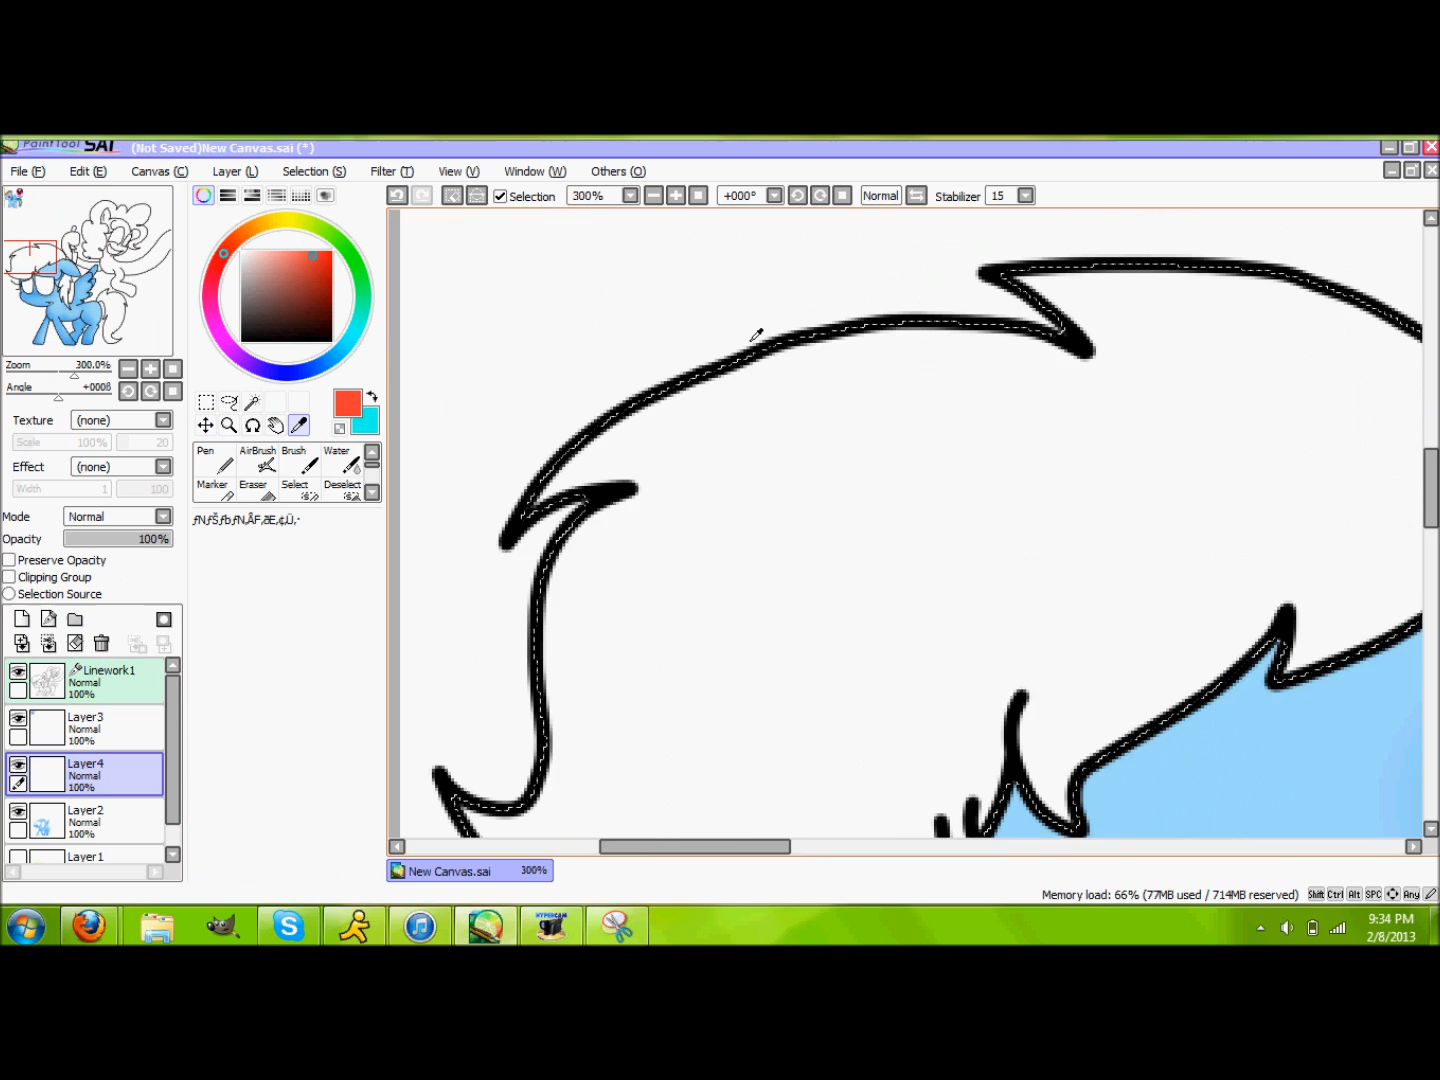 PaintTool SAI (Not Saved)New Canvas.sai (*)
File (F) Edit (E) Canvas (C) Layer (L) Selection (S) Filter (T) View (V) Window (W) Others (O)
Selection 300% +000° Normal Stabilizer 15
Zoom 300.0%
Angle +000ß
Texture (none)
Scale 100% 20
Effect (none)
Width 1 100
Mode Normal
Opacity 100%
Preserve Opacity
Clipping Group
Selection Source
Pen AirBrush Brush Water
Marker Eraser Select Deselect
Linework1
Normal
100%
Layer3
Normal
100%
Layer4
Normal
100%
Layer2
Normal
100%
Layer1
New Canvas.sai 300%
Memory load: 66% (77MB used / 714MB reserved) Shift Ctrl Alt SPC Any
HYPERCAM
9:34 PM
2/8/2013